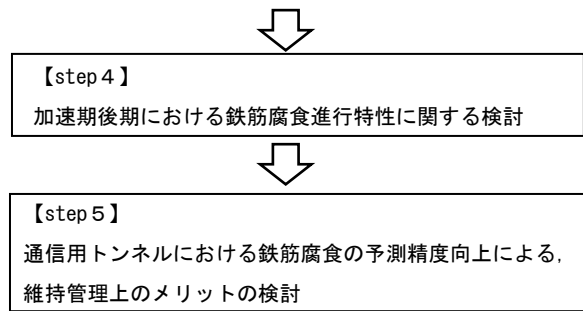 【step４】
加速期後期における鉄筋腐食進行特性に関する検討
【step５】
通信用トンネルにおける鉄筋腐食の予測精度向上による，
維持管理上のメリットの検討